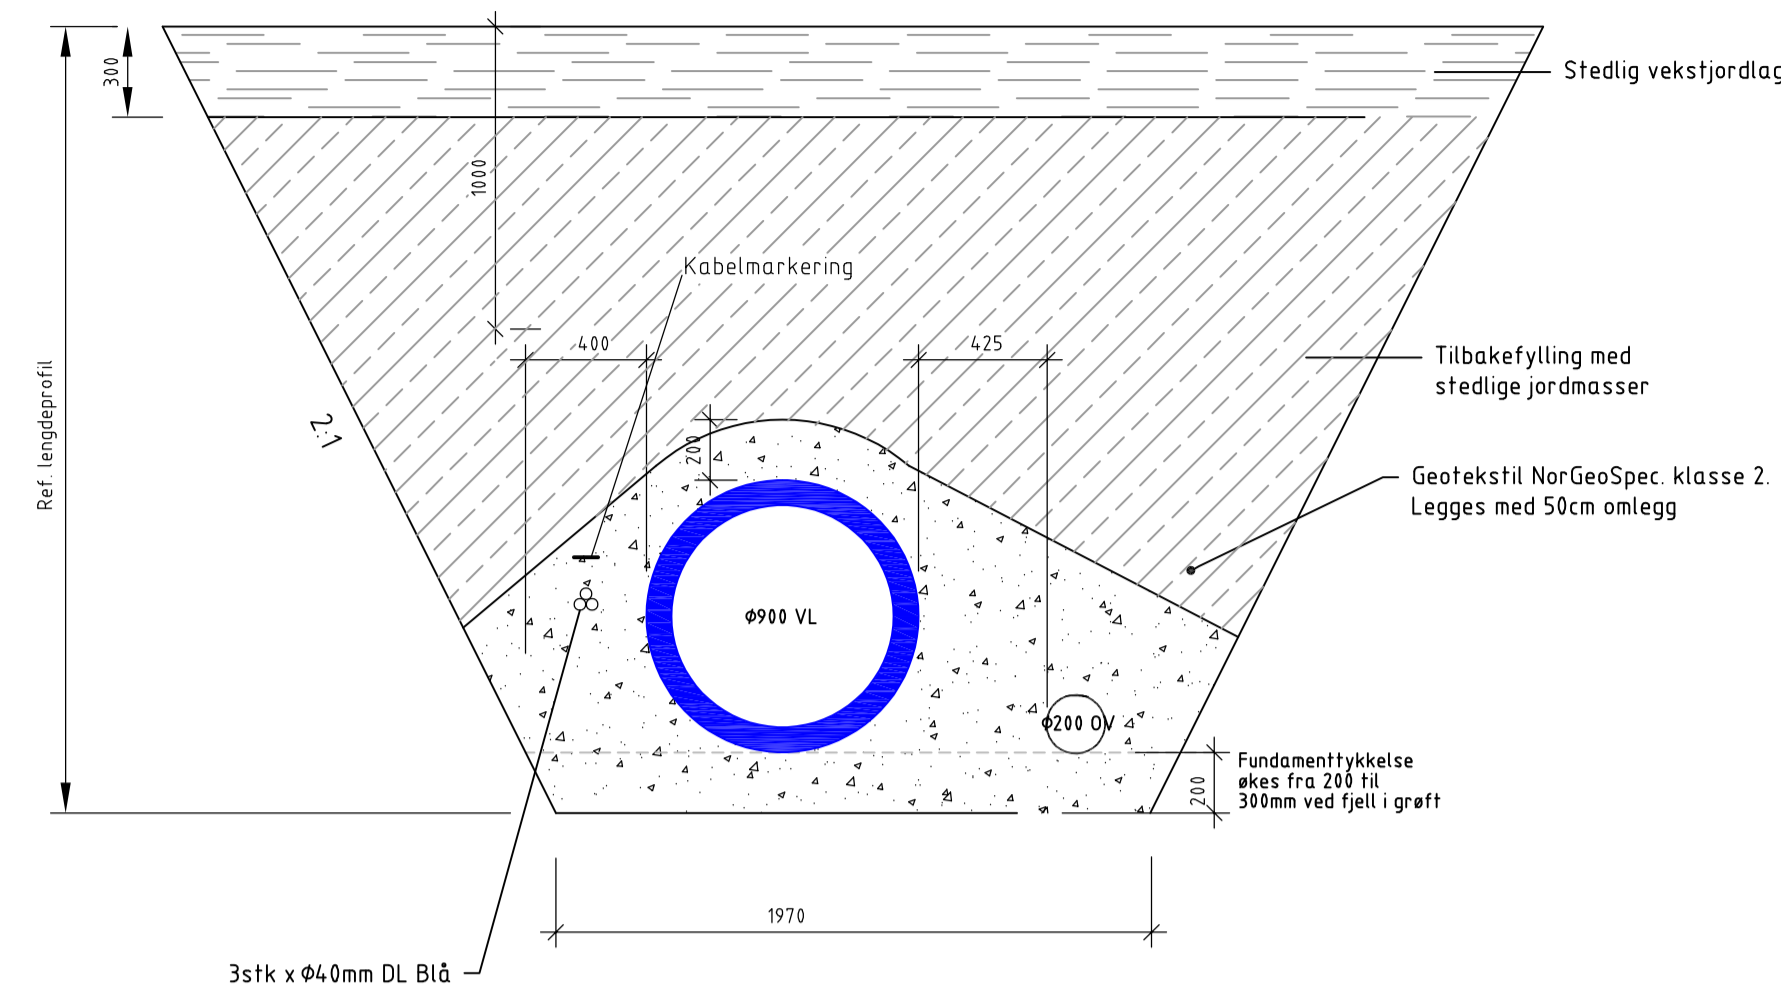 300
Stedlig vekstjordlag
1000
Kabelmarkering
400
425
Ref. lengdeprofil
2:1
Tilbakefylling med
stedlige jordmasser
200
Geotekstil NorGeoSpec. klasse 2.
Legges med 50cm omlegg
Φ900 VL
Φ200 OV
Fundamenttykkelse
økes fra 200 til
300mm ved fjell i grøft
200
1970
3stk x Φ40mm DL Blå